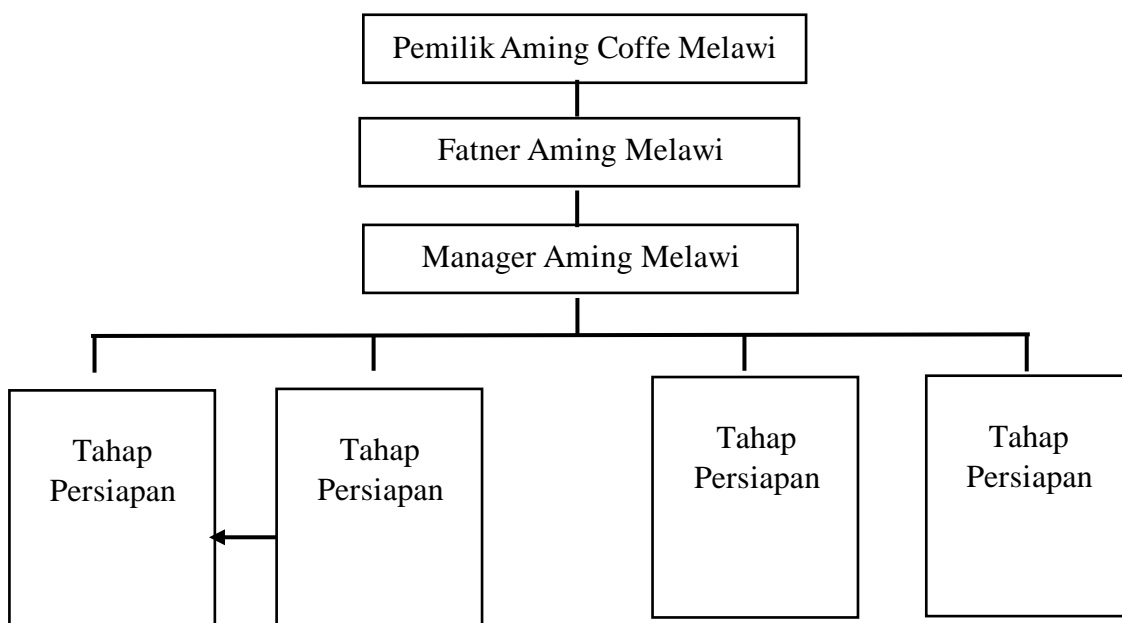 Pemilik Aming Coffe Melawi
Fatner Aming Melawi
Manager Aming Melawi
Tahap
Persiapan
Tahap
Persiapan
Tahap
Persiapan
Tahap
Persiapan